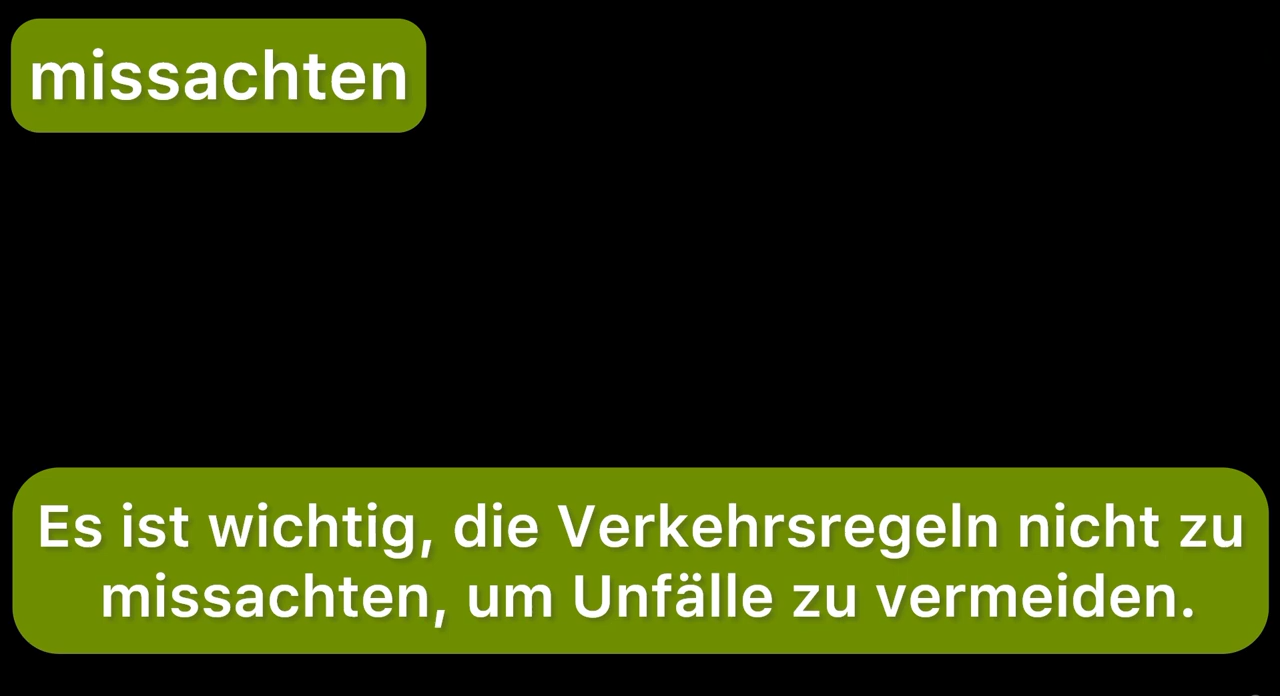 missachten
Es ist wichtig, die Verkehrsregeln nicht zu
missachten, um Unfälle zu vermeiden.